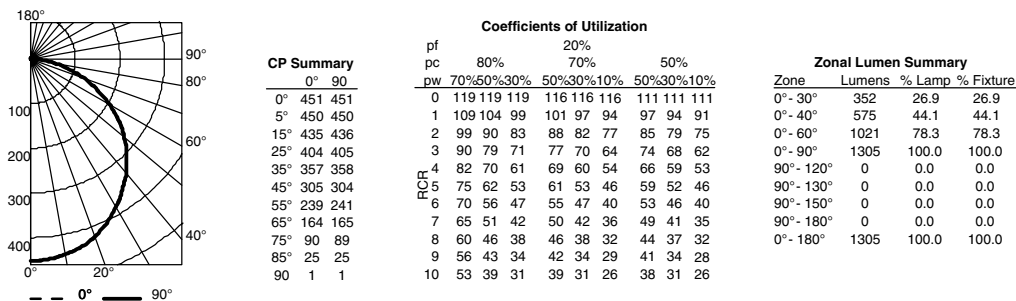 180°
90°
80°
60°
40°
100
200
300
400
0° 20°
0° 90°
CP Summary
0° 90
0° 451 451
5° 450 450
15° 435 436
25° 404 405
35° 357 358
45° 305 304
55° 239 241
65° 164 165
75° 90 89
85° 25 25
90 1 1
Coefficients of Utilization
pf 20%
pc 80% 70% 50%
pw 70%50%30% 50%30%10% 50%30%10%
RCR
0 119 119 119 116 116 116 111 111 111
1 109 104 99 101 97 94 97 94 91
2 99 90 83 88 82 77 85 79 75
3 90 79 71 77 70 64 74 68 62
4 82 70 61 69 60 54 66 59 53
5 75 62 53 61 53 46 59 52 46
6 70 56 47 55 47 40 53 46 40
7 65 51 42 50 42 36 49 41 35
8 60 46 38 46 38 32 44 37 32
9 56 43 34 42 34 29 41 34 28
10 53 39 31 39 31 26 38 31 26
Zonal Lumen Summary
Zone Lumens % Lamp % Fixture
0°- 30° 352 26.9 26.9
0°- 40° 575 44.1 44.1
0°- 60° 1021 78.3 78.3
0°- 90° 1305 100.0 100.0
90°- 120° 0 0.0 0.0
90°- 130° 0 0.0 0.0
90°- 150° 0 0.0 0.0
90°- 180° 0 0.0 0.0
0°- 180° 1305 100.0 100.0